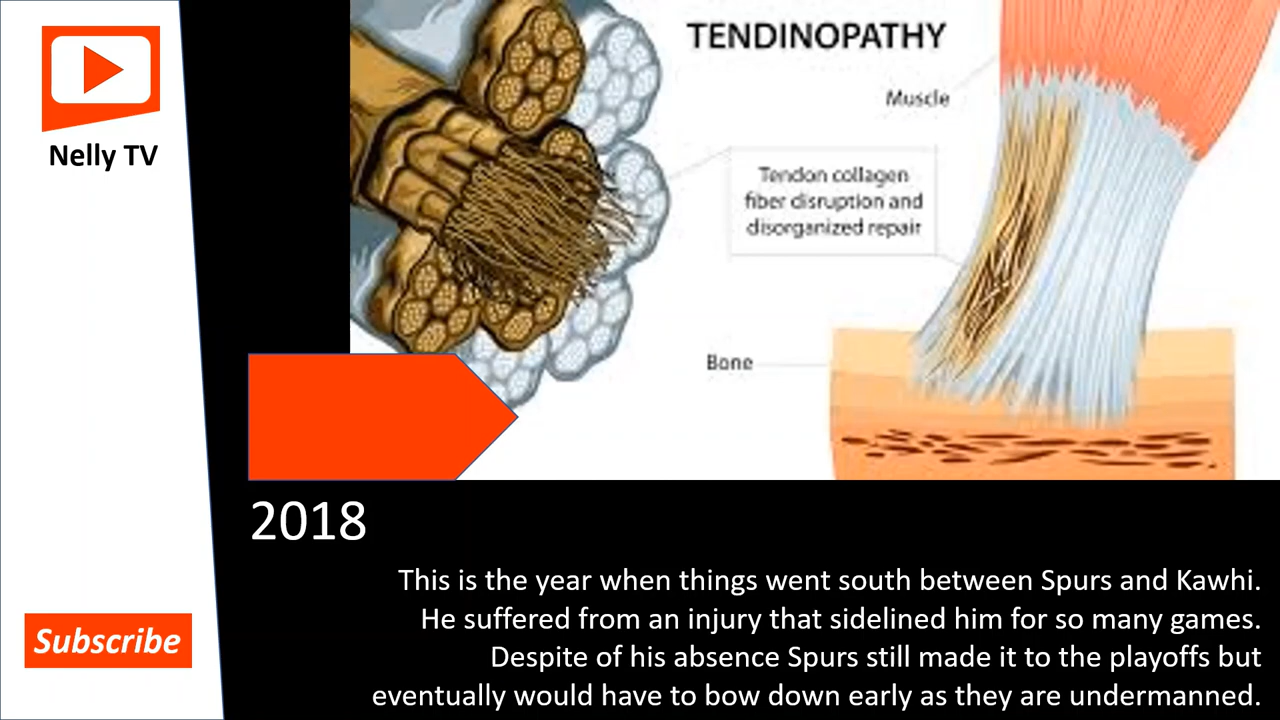 Nelly TV
TENDINOPATHY
Muscle
Tendon collagen
fiber disruption and
disorganized repair
Bone
2018
This is the year when things went south between Spurs and Kawhi.
He suffered from an injury that sidelined him for so many games.
Despite of his absence Spurs still made it to the playoffs but
eventually would have to bow down early as they are undermanned.
Subscribe